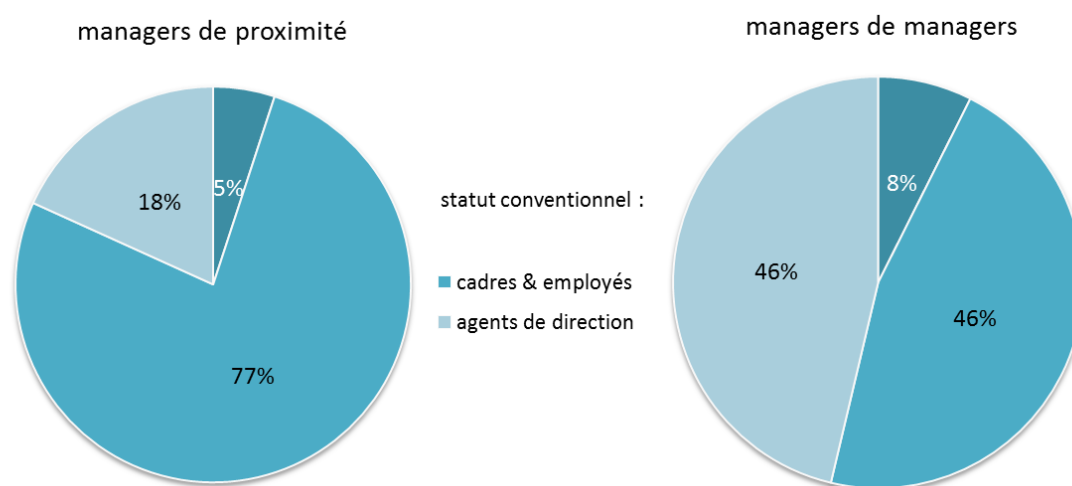 managers de proximité
5%
18%
77%
statut conventionnel :
cadres & employés
agents de direction
managers de managers
8%
46%
46%